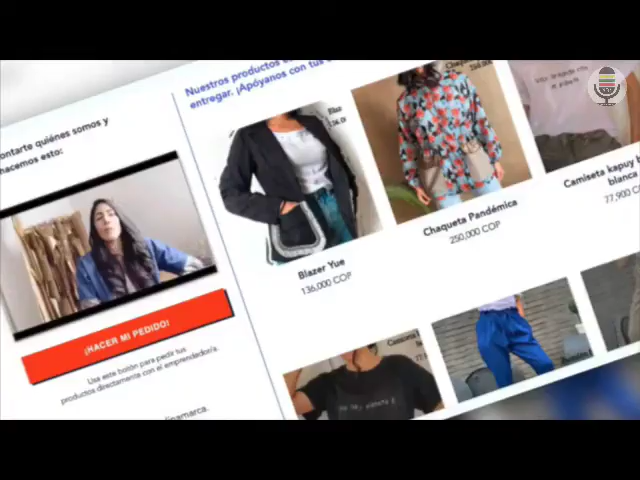 ontarte quiénes somos y
hacemos esto:
¡HACER MI PEDIDO!
Usa este botón para pedir tus
productos directamente con el emprendedor/a.
Nuestros productos
entregar. ¡Apóyanos con tus
Blazer Yue
136,000 COP
Chaqueta Pandémica
250,000 COP
Camiseta kapuy
blanca
77,900 C